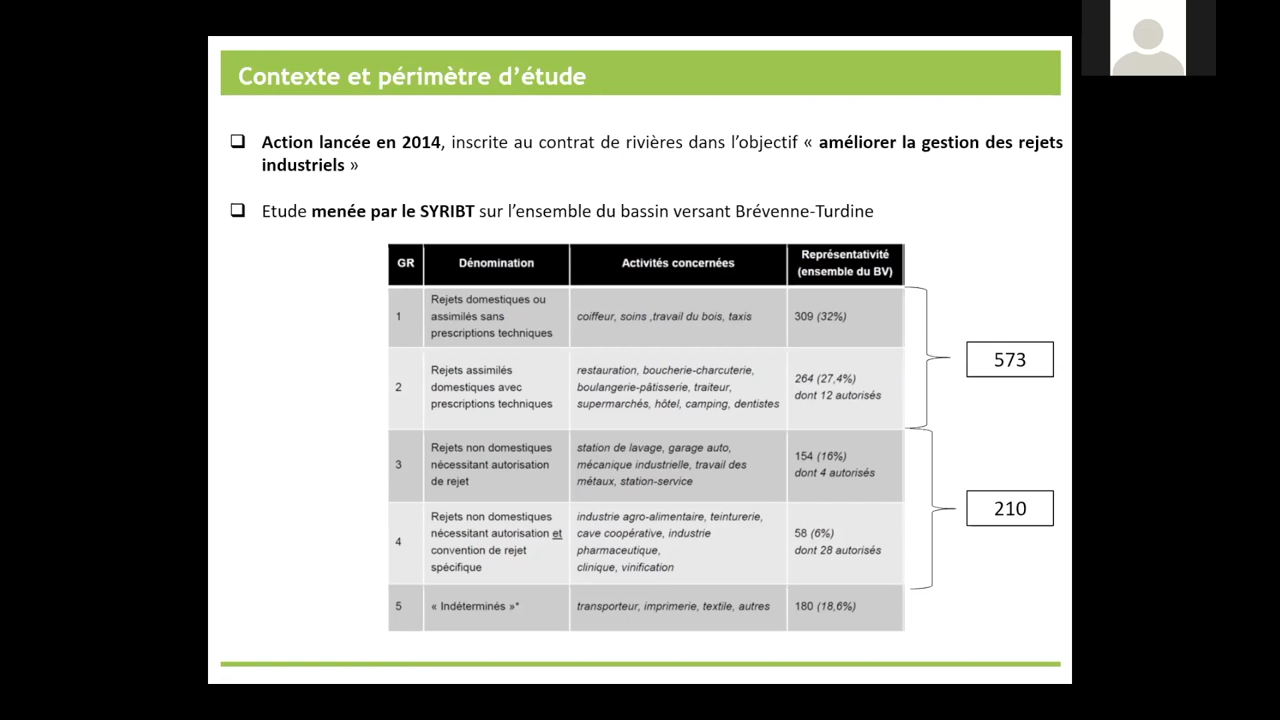 Contexte et périmètre d’étude
❑ Action lancée en 2014, inscrite au contrat de rivières dans l’objectif « améliorer la gestion des rejets
industriels »
❑ Etude menée par le SYRIBT sur l’ensemble du bassin versant Brévenne-Turdine
GR Dénomination Activités concernées Représentativité
(ensemble du BV)
1 Rejets domestiques ou
assimilés sans
prescriptions techniques
coiffeur, soins ,travail du bois, taxis
309 (32%)
573
2 Rejets assimilés
domestiques avec
prescriptions techniques
restauration, boucherie-charcuterie,
boulangerie-pâtisserie, traiteur,
supermarchés, hôtel, camping, dentistes
264 (27,4%)
dont 12 autorisés
3 Rejets non domestiques
nécessitant autorisation
de rejet
station de lavage, garage auto,
mécanique industrielle, travail des
métaux, station-service
154 (16%)
dont 4 autorisés
210
4 Rejets non domestiques
nécessitant autorisation et
convention de rejet
spécifique
industrie agro-alimentaire, teinturerie,
cave coopérative, industrie
pharmaceutique,
clinique, vinification
58 (6%)
dont 28 autorisés
5 « Indéterminés »* transporteur, imprimerie, textile, autres 180 (18,6%)